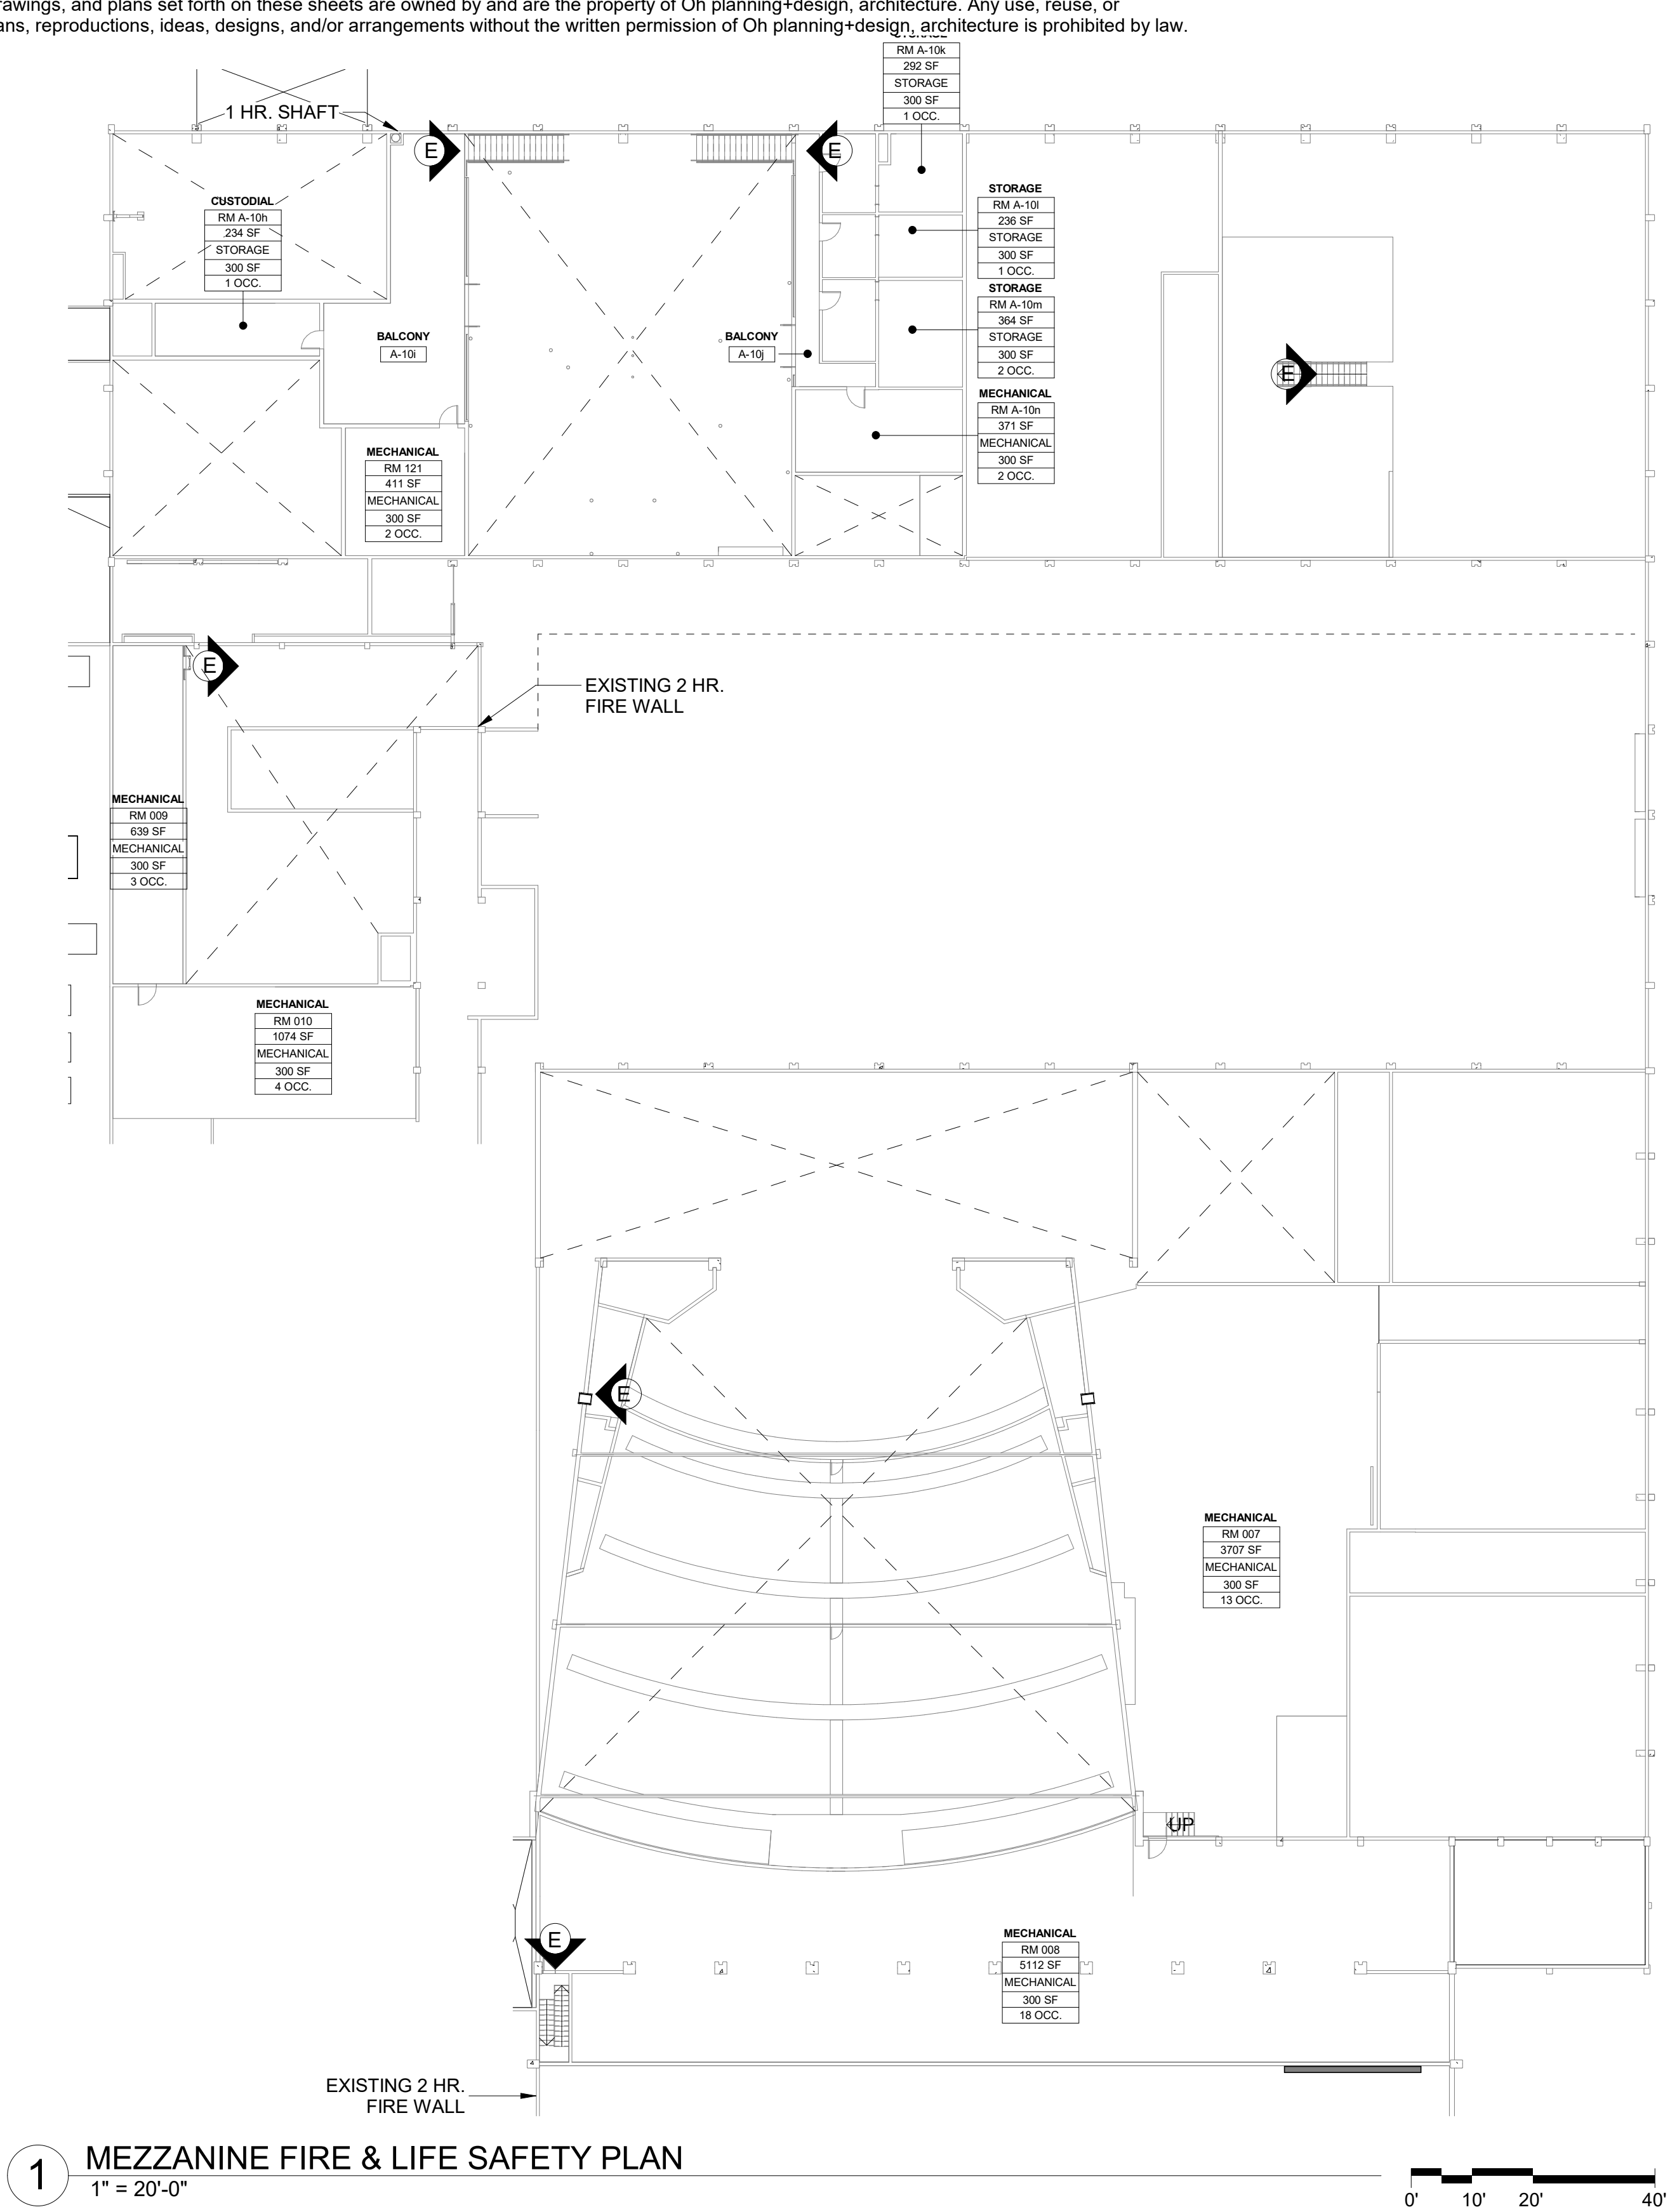 rawings, and plans set forth on these sheets are owned by and are the property of Oh planning+design, architecture. Any use, reuse, or
ans, reproductions, ideas, designs, and/or arrangements without the written permission of Oh planning+design, architecture is prohibited by law.
RM A-10k
292 SF
STORAGE
300 SF
1 OCC.
1 HR. SHAFT
E
E
CUSTODIAL
RM A-10h
234 SF
STORAGE
300 SF
1 OCC.
STORAGE
RM A-10l
236 SF
STORAGE
300 SF
1 OCC.
STORAGE
RM A-10m
364 SF
STORAGE
300 SF
2 OCC.
BALCONY
A-10i
BALCONY
A-10j
E
MECHANICAL
RM A-10n
371 SF
MECHANICAL
300 SF
2 OCC.
MECHANICAL
RM 121
411 SF
MECHANICAL
300 SF
2 OCC.
E
EXISTING 2 HR.
FIRE WALL
MECHANICAL
RM 009
639 SF
MECHANICAL
300 SF
3 OCC.
MECHANICAL
RM 010
1074 SF
MECHANICAL
300 SF
4 OCC.
E
MECHANICAL
RM 007
3707 SF
MECHANICAL
300 SF
13 OCC.
UP
E
MECHANICAL
RM 008
5112 SF
MECHANICAL
300 SF
18 OCC.
EXISTING 2 HR.
FIRE WALL
1
MEZZANINE FIRE & LIFE SAFETY PLAN
1" = 20'-0"
0' 10' 20' 40'